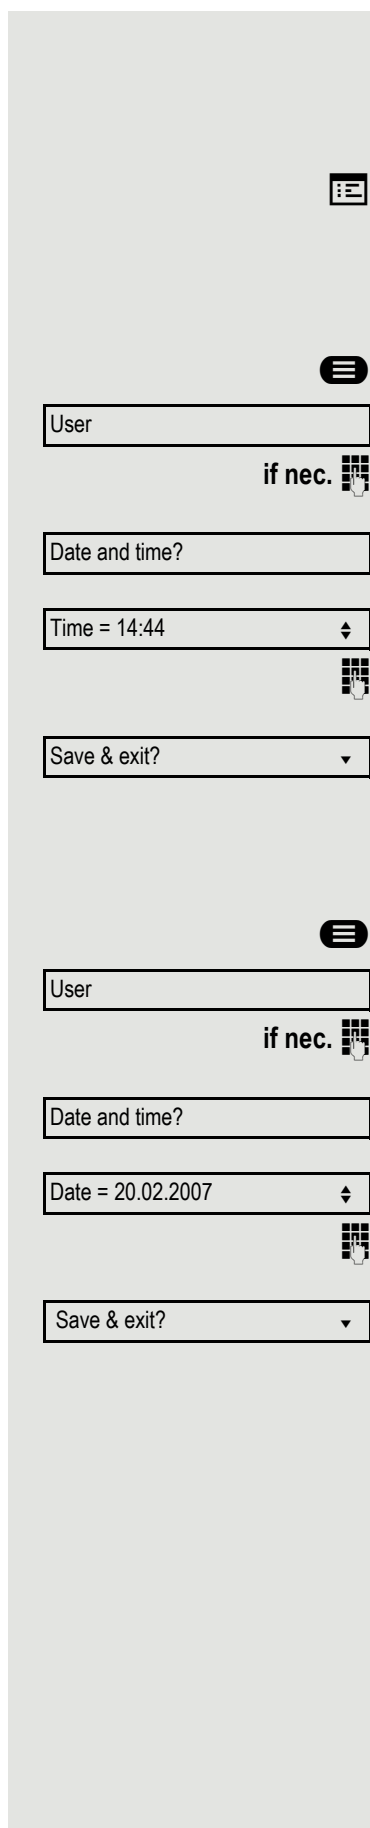 User
if nec.
Date and time?
Time = 14:44
Save & exit?
User
if nec.
Date and time?
Date = 20.02.2007
Save & exit?